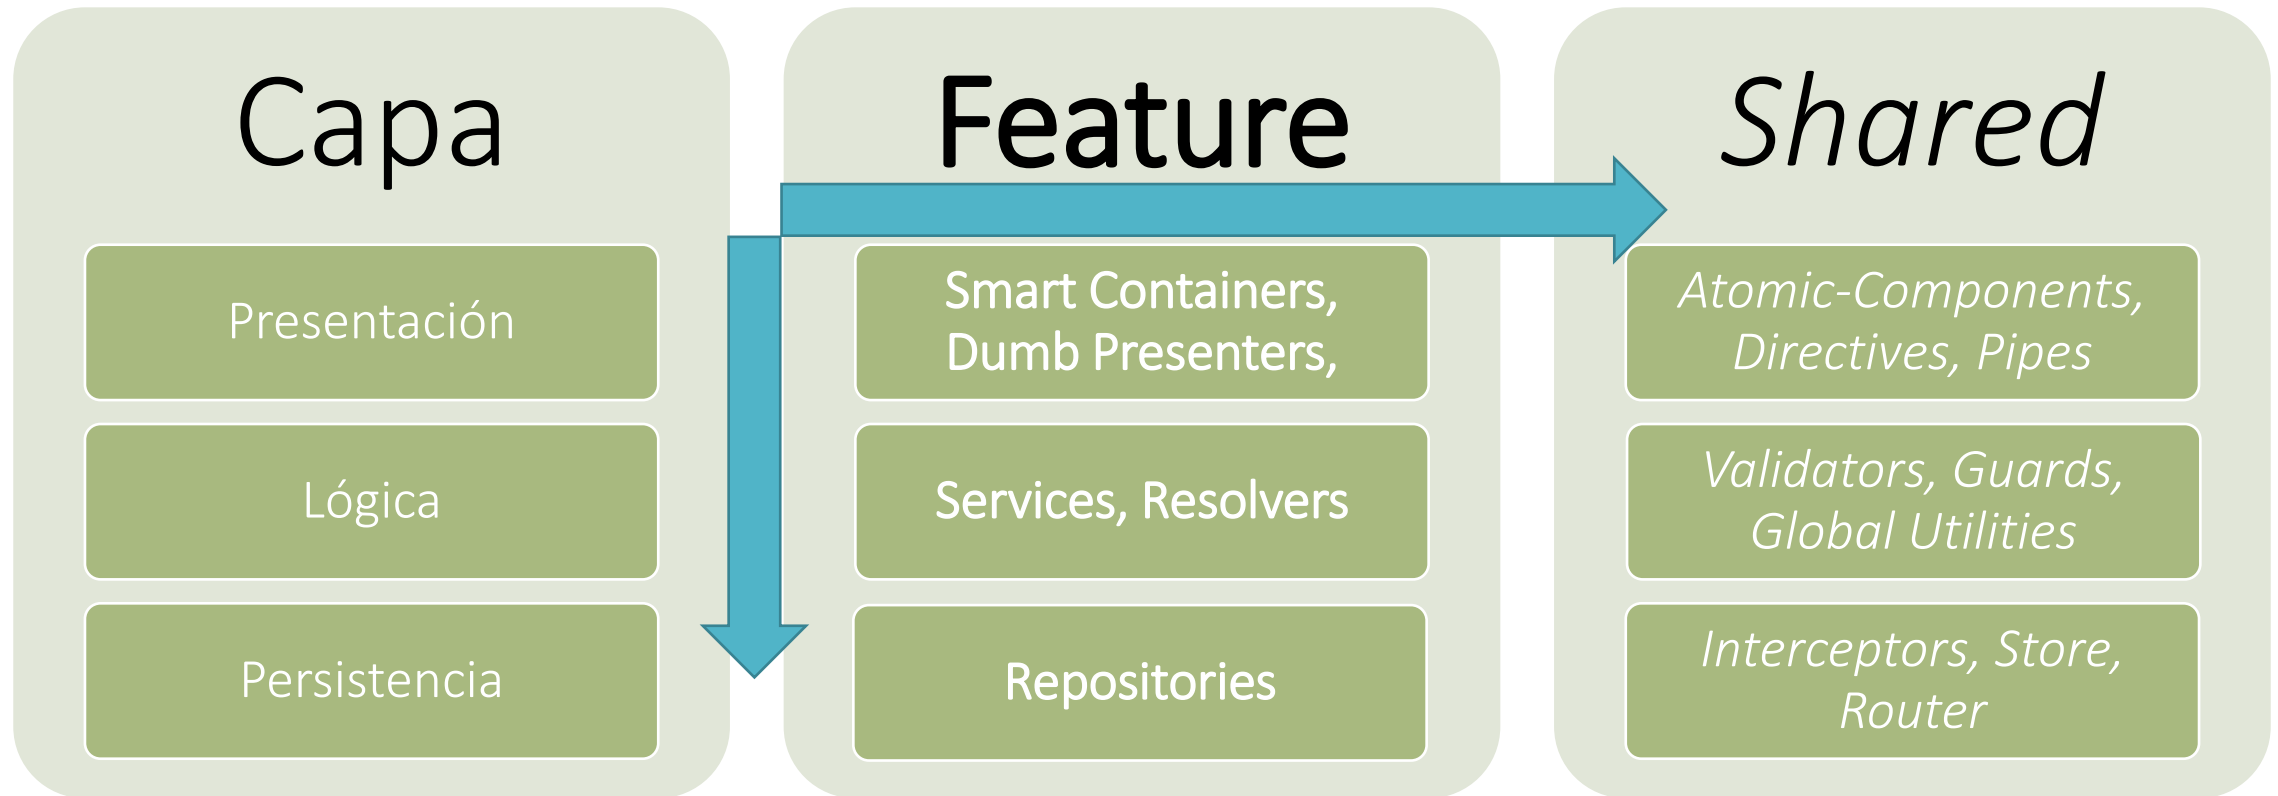 Capa
Presentación
Lógica
Persistencia
Feature
Smart Containers,
Dumb Presenters,
Services, Resolvers
Repositories
Shared
Atomic-Components,
Directives, Pipes
Validators, Guards,
Global Utilities
Interceptors, Store,
Router